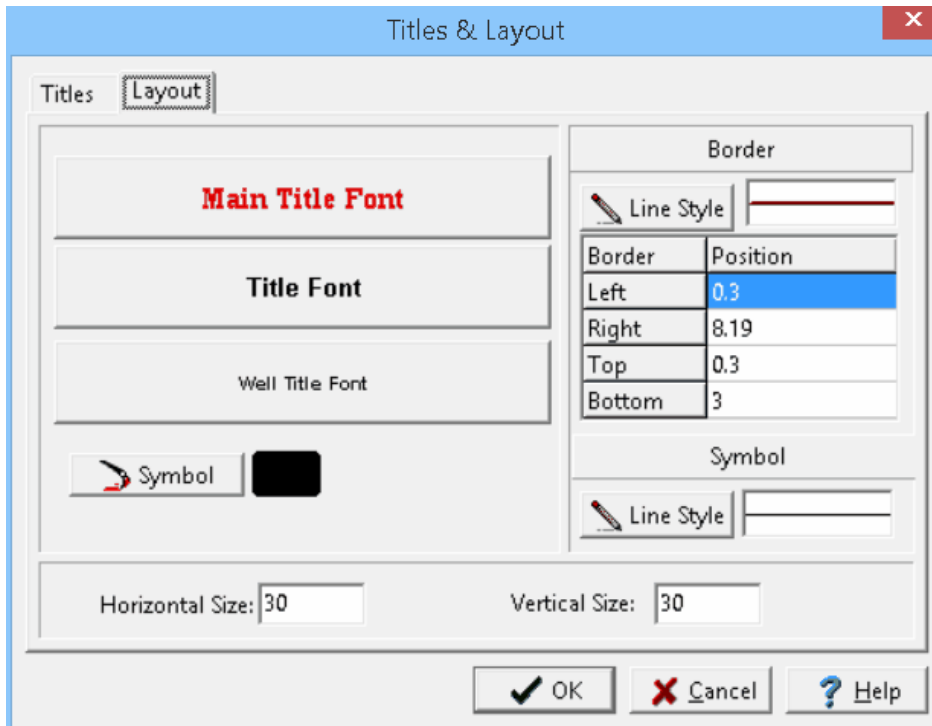 Titles & Layout
Titles
Layout
Main Title Font
Title Font
Well Title Font
Symbol
Border
Line Style
Border Position
Left 0.3
Right 8.19
Top 0.3
Bottom 3
Symbol
Line Style
Horizontal Size: 30
Vertical Size: 30
OK
Cancel
Help